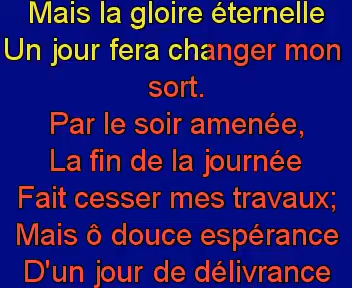 Mais la gloire éternelle
Un jour fera changer mon
sort.
Par le soir amenée,
La fin de la journée
Fait cesser mes travaux;
Mais ô douce espérance
D'un jour de délivrance